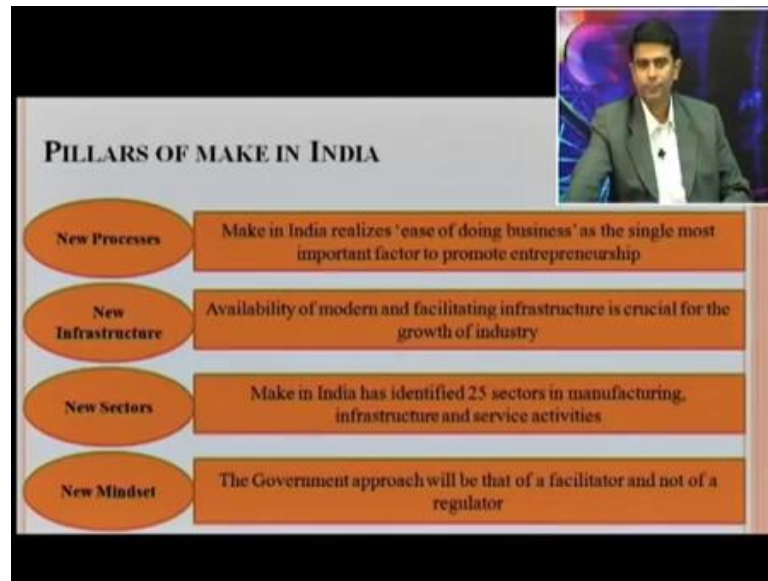 PILLARS OF MAKE IN INDIA
New Processes
Make in India realizes 'ease of doing business' as the single most
important factor to promote entrepreneurship
New
Infrastructure
Availability of modern and facilitating infrastructure is crucial for the
growth of industry
New Sectors
Make in India has identified 25 sectors in manufacturing,
infrastructure and service activities
New Mindset
The Government approach will be that of a facilitator and not of a
regulator